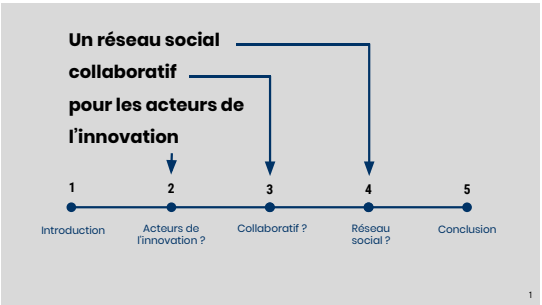 Un réseau social
collaboratif
pour les acteurs de
l'innovation
1
2
3
4
5
Introduction
Acteurs de
l'innovation ?
Collaboratif ?
Réseau
social ?
Conclusion
1